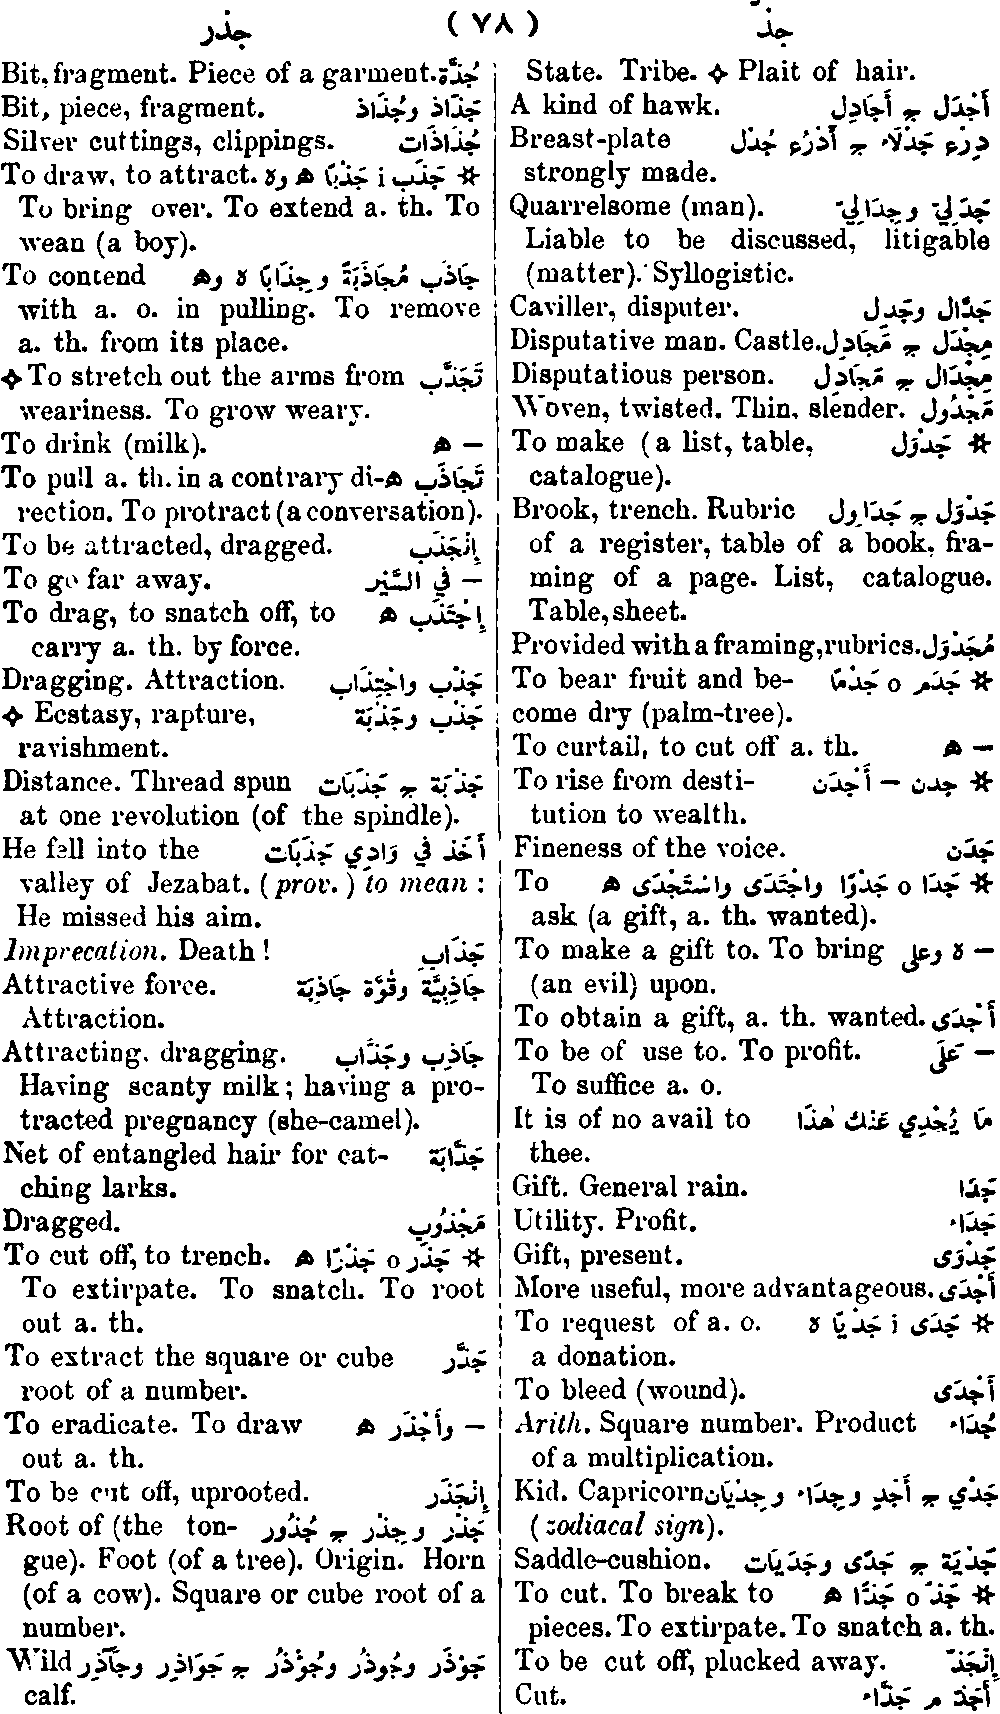 جذر ( ٧٨ ) جذّ
State. Tribe. ✧ Plait of hair.
A kind of hawk. أَجْدَل ج أَجَادِل
Breast-plate دِرْع جَدْلَاء ج أَدْرُع جُدْل
strongly made.
Quarrelsome (man). جَدَلِيّ وجِدَالِيّ
Liable to be discussed, litigable
(matter). Syllogistic.
Caviller, disputer. جَدَّال وجَدِل
Disputative man. Castle. مِجْدَل ج مَجَادِل
Disputatious person. مِجْدَال ج مَجَادِل
Woven, twisted. Thin, slender. مَجْدُول
To make (a list, table, جَدْوَل ☆
catalogue).
Brook, trench. Rubric جَدْوَل ج جَدَاوِل
of a register, table of a book, fra-
ming of a page. List, catalogue.
Table, sheet.
Provided with a framing, rubrics. مُجَدْوَل
To bear fruit and be- ☆ جَدَم o جَدْمًا
come dry (palm-tree).
To curtail, to cut off a. th. — ه
To rise from desti- ☆ جدن – أَجْدَن
tution to wealth.
Fineness of the voice. جَدَن
To ☆ جَدَا o جَدْوًا واجْتَدَى واسْتَجْدَى ه
ask (a gift, a. th. wanted).
To make a gift to. To bring — ه وعلى
(an evil) upon.
To obtain a gift, a. th. wanted. أَجْدَى
To be of use to. To profit. — عَلَى
To suffice a. o.
It is of no avail to مَا يُجْدِي عَنْكَ هٰذَا
thee.
Gift. General rain. جَدَا
Utility. Profit. جَدَاء
Gift, present. جَدْوَى
More useful, more advantageous. أَجْدَى
To request of a. o. ☆ جَدَى i جَدْيًا ه
a donation.
To bleed (wound). أَجْدَى
Arith. Square number. Product جُدَاء
of a multiplication.
Kid. Capricorn جَدْي ج أَجْدٍ وجِدَاء وجِدْيَان
(zodiacal sign).
Saddle-cushion. جَدْيَة ج جَدًى وجَدَيَات
To cut. To break to ☆ جَذّ o جَذًّا ه
pieces. To extirpate. To snatch a. th.
To be cut off, plucked away. إِنْجَذّ
Cut. أَجَذّ م جَذَّاء
Bit, fragment. Piece of a garment. جُذَّة
Bit, piece, fragment. جَذَاذ وجُذَاذ
Silver cuttings, clippings. جُذَاذَات
To draw, to attract. ☆ جَذَب i جَذْبًا ه وه
To bring over. To extend a. th. To
wean (a boy).
To contend جَاذَب مُجَاذَبَةً وجِذَابًا ه وه
with a. o. in pulling. To remove
a. th. from its place.
✧ To stretch out the arms from تَجَذَّب
weariness. To grow weary.
To drink (milk). — ه
To pull a. th. in a contrary di- تَجَاذَب ه
rection. To protract (a conversation).
To be attracted, dragged. إِنْجَذَب
To go far away. — في السَّيْر
To drag, to snatch off, to إِجْتَذَب ه
carry a. th. by force.
Dragging. Attraction. جَذْب واجْتِذَاب
✧ Ecstasy, rapture, جَذْب وجَذْبَة
ravishment.
Distance. Thread spun جَذْبَة ج جَذَبَات
at one revolution (of the spindle).
He fell into the أَخَذ في وَادِي جَذَبَات
valley of Jezabat. (prov.) to mean :
He missed his aim.
Imprecation. Death ! جَذَابِ
Attractive force. جَاذِبِيَّة وقُوَّة جَاذِبَة
Attraction.
Attracting, dragging. جَاذِب وجَذَّاب
Having scanty milk ; having a pro-
tracted pregnancy (she-camel).
Net of entangled hair for cat- جَذَّابَة
ching larks.
Dragged. مَجْذُوب
To cut off, to trench. ☆ جَذَر o جَذْرًا ه
To extirpate. To snatch. To root
out a. th.
To extract the square or cube جَذَّر
root of a number.
To eradicate. To draw — وأَجْذَر ه
out a. th.
To be cut off, uprooted. إِنْجَذَر
Root of (the ton- جَذْر وجِذْر ج جُذُور
gue). Foot (of a tree). Origin. Horn
(of a cow). Square or cube root of a
number.
Wild جَوْذَر وجُوذَر وجُؤْذَر وجُؤْذُر ج جَوَاذِر وجَآذِر
calf.